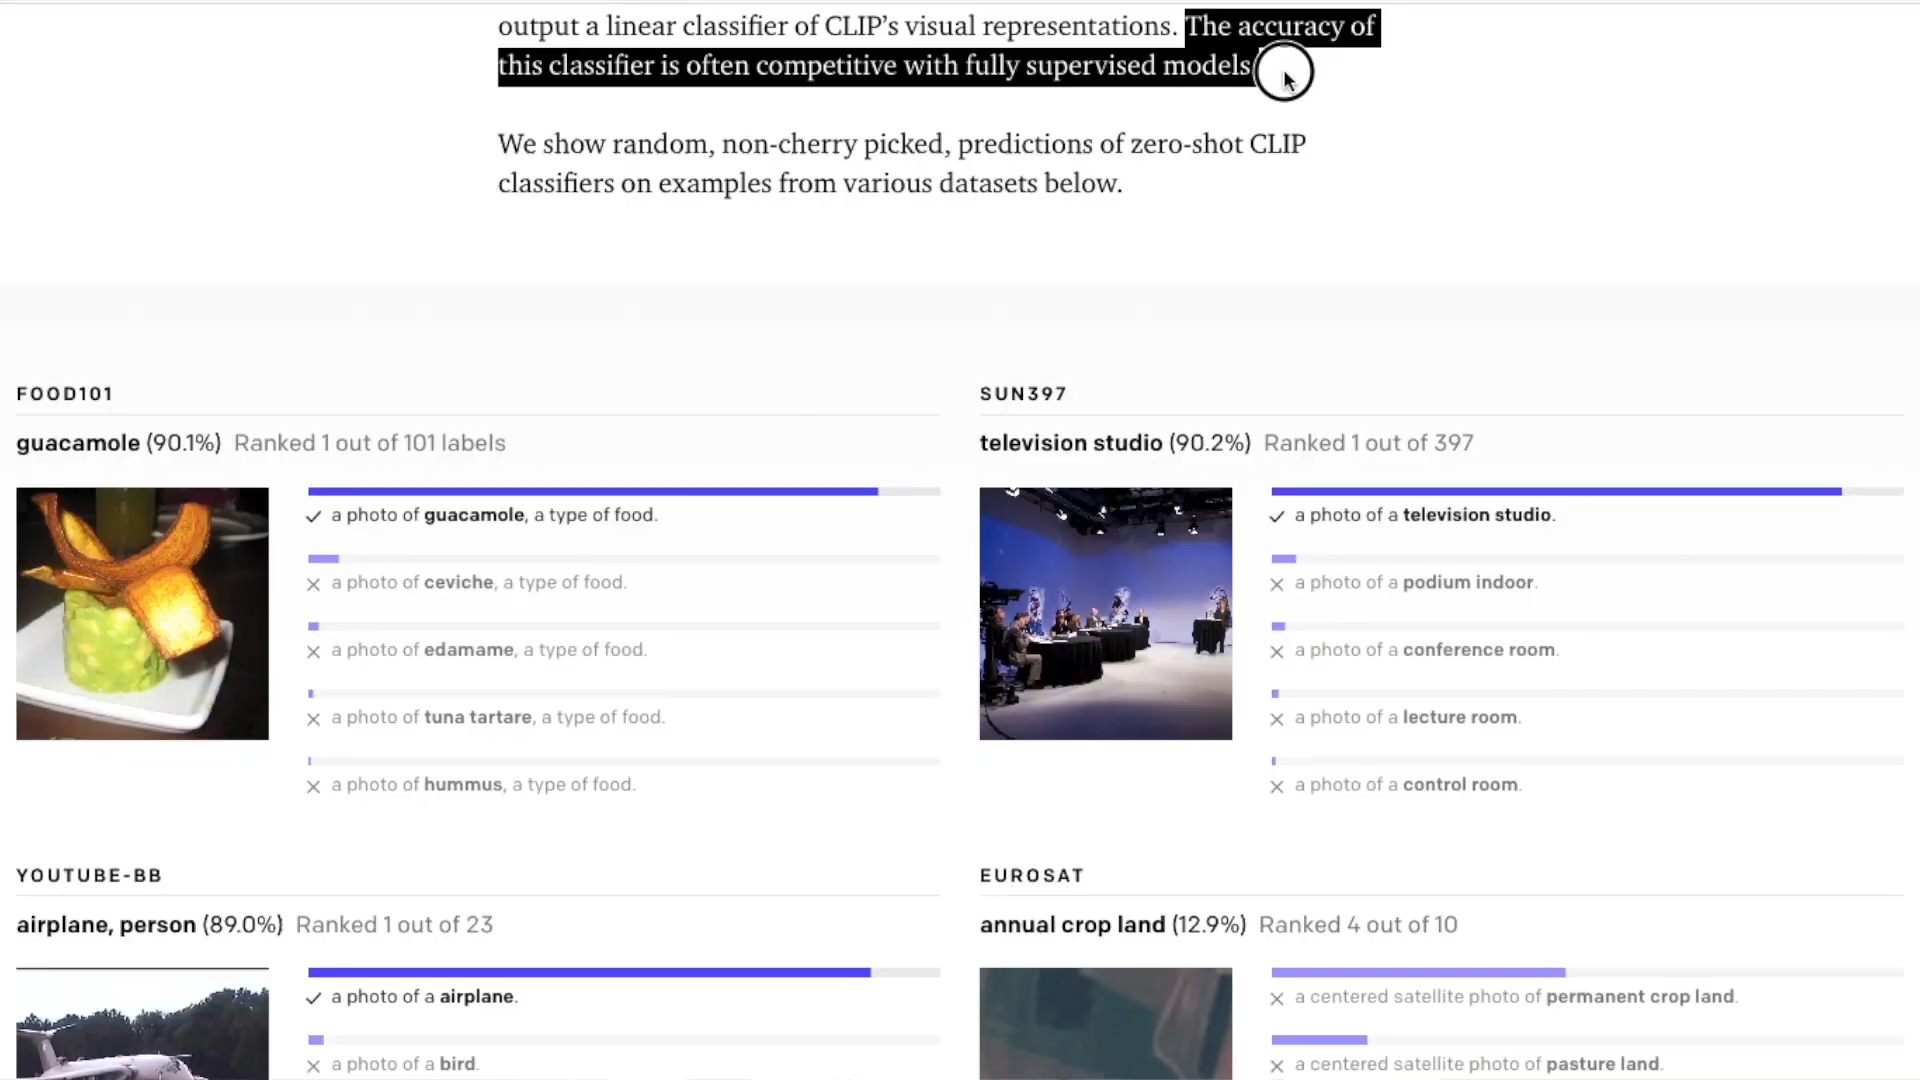 output a linear classifier of CLIP’s visual representations. The accuracy of
this classifier is often competitive with fully supervised models
We show random, non-cherry picked, predictions of zero-shot CLIP
classifiers on examples from various datasets below.
FOOD101
guacamole (90.1%) Ranked 1 out of 101 labels
a photo of guacamole, a type of food.
a photo of ceviche, a type of food.
a photo of edamame, a type of food.
a photo of tuna tartare, a type of food.
a photo of hummus, a type of food.
SUN397
television studio (90.2%) Ranked 1 out of 397
a photo of a television studio.
a photo of a podium indoor.
a photo of a conference room.
a photo of a lecture room.
a photo of a control room.
YOUTUBE-BB
airplane, person (89.0%) Ranked 1 out of 23
a photo of a airplane.
a photo of a bird.
EUROSAT
annual crop land (12.9%) Ranked 4 out of 10
a centered satellite photo of permanent crop land.
a centered satellite photo of pasture land.